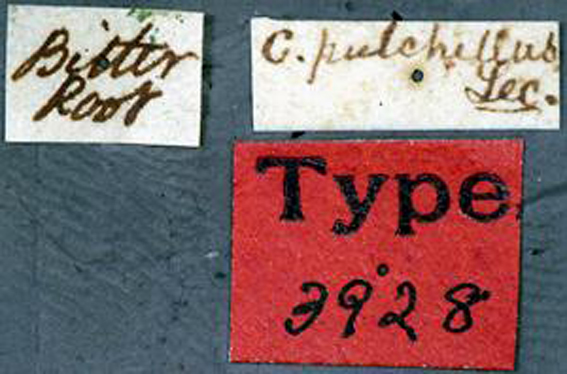 Bitter
Root
C. pulchellus
Lec.
Type
3928